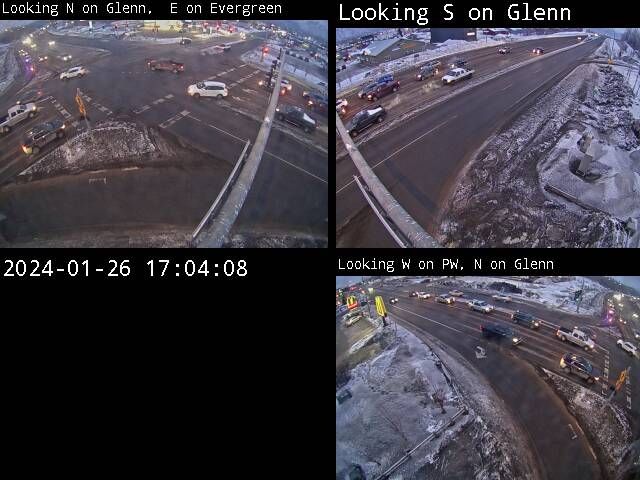 Looking N on Glenn,  E on Evergreen
Looking S on Glenn
2024-01-26 17:04:08
Looking W on PW, N on Glenn